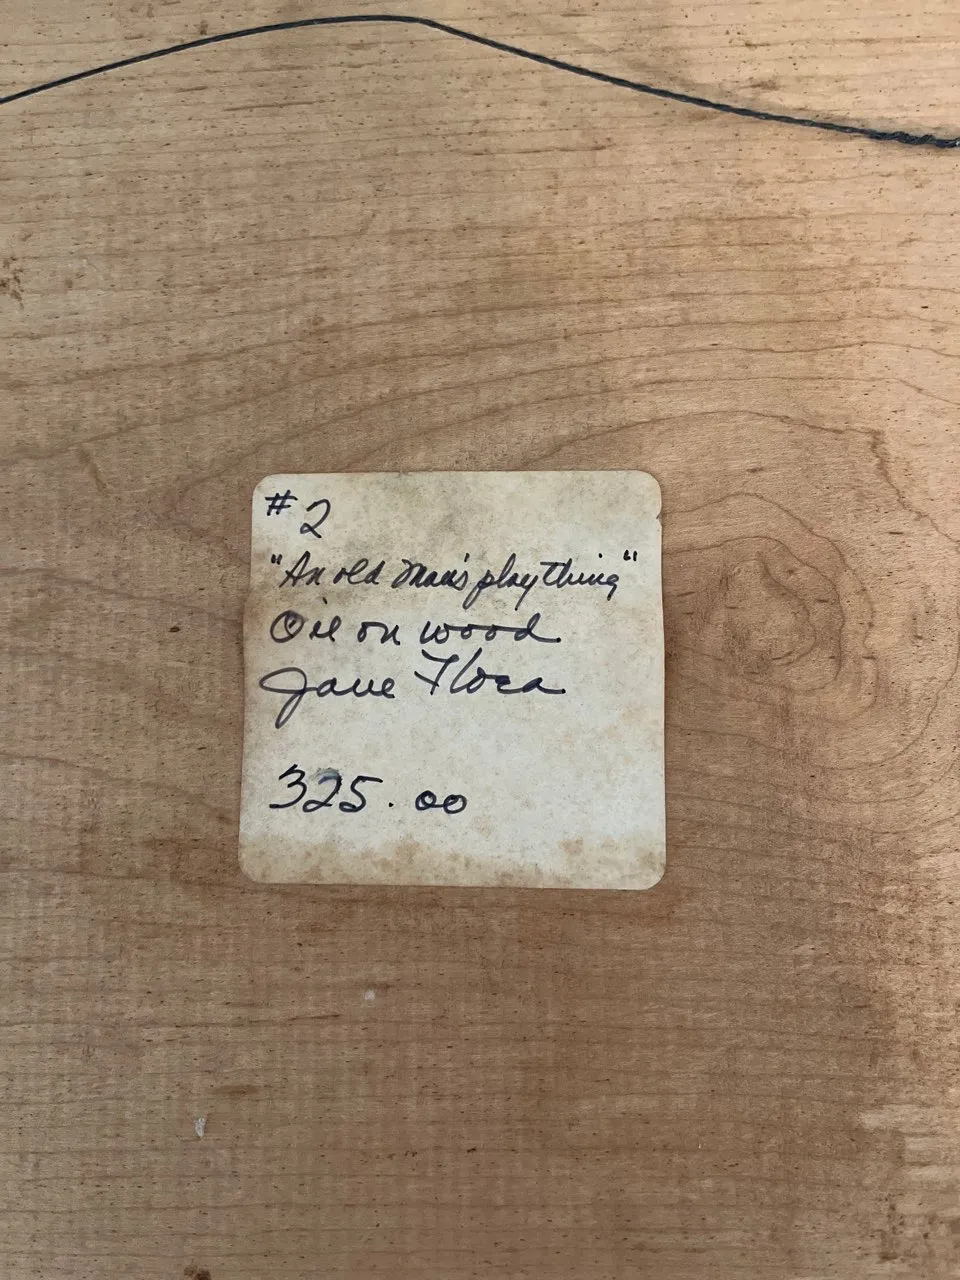 #2
"An old Man's plaything"
Oil on wood
Jane Flora
325.00